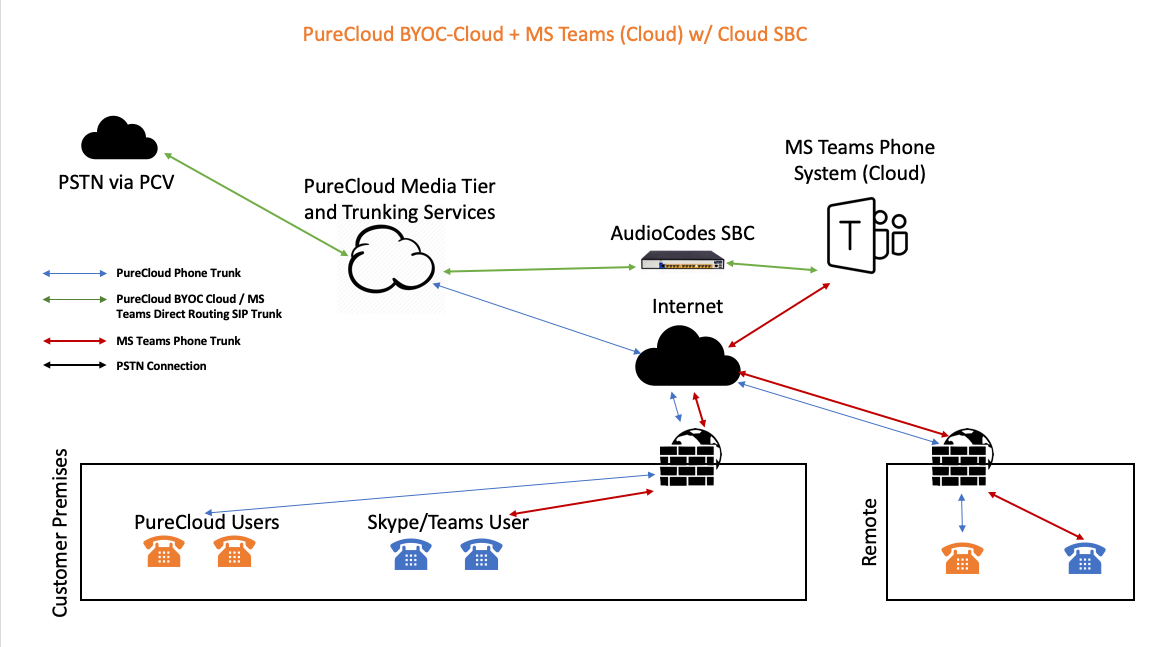 PureCloud BYOC-Cloud + MS Teams (Cloud) w/ Cloud SBC
MS Teams Phone
System (Cloud)
PSTN via PCV
PureCloud Media Tier
and Trunking Services
T
AudioCodes SBC
PureCloud Phone Trunk
PureCloud BYOC Cloud / MS
Teams Direct Routing SIP Trunk
MS Teams Phone Trunk
PSTN Connection
Internet
Customer Premises
PureCloud Users
Skype/Teams User
Remote